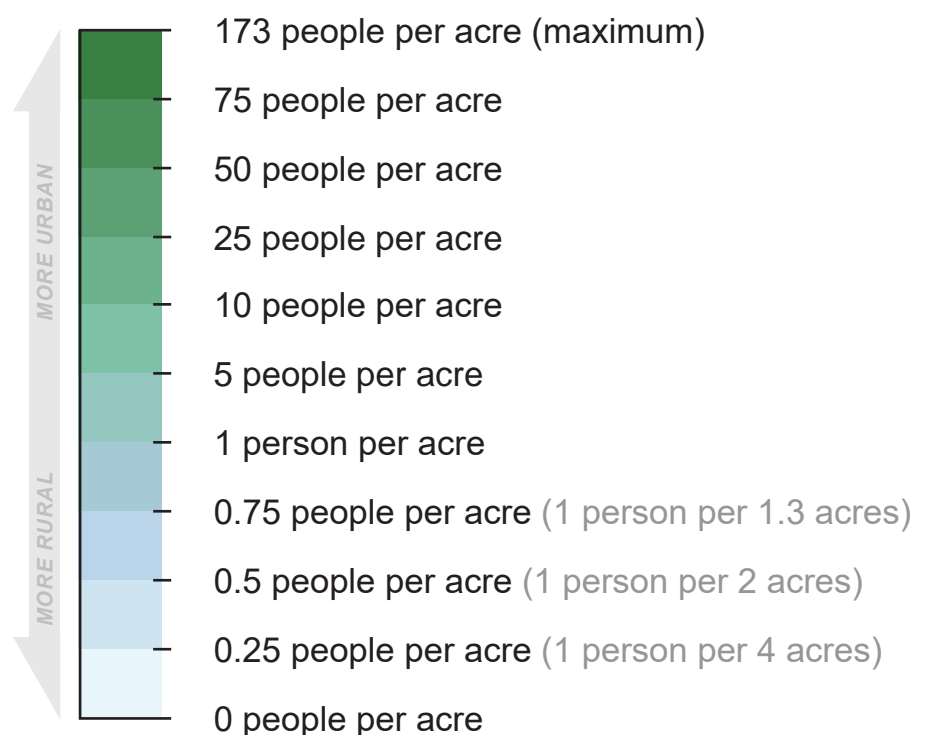 173 people per acre (maximum)
75 people per acre
50 people per acre
25 people per acre
10 people per acre
5 people per acre
1 person per acre
0.75 people per acre (1 person per 1.3 acres)
0.5 people per acre (1 person per 2 acres)
0.25 people per acre (1 person per 4 acres)
0 people per acre
MORE URBAN
MORE RURAL